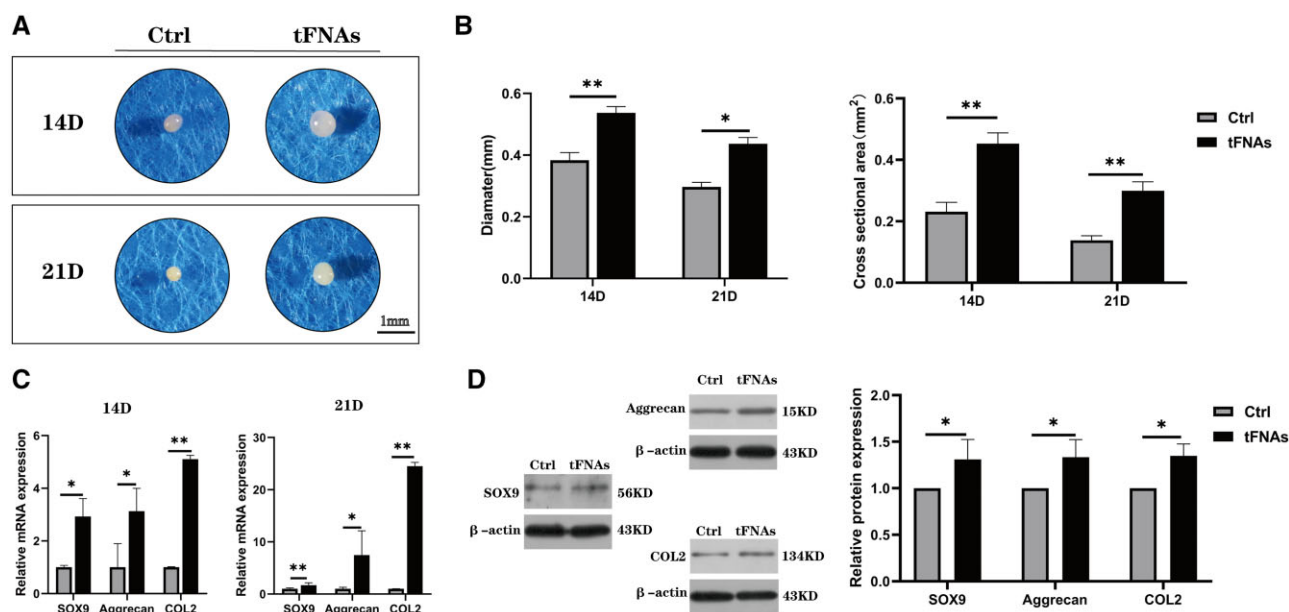 A
Ctrl tFNAs
14D
21D
1mm
B
Diamater(mm)
0.6
0.4
0.2
0.0
** *
14D 21D
Cross sectional area(mm²)
0.6
0.4
0.2
0.0
** **
14D 21D
Ctrl
tFNAs
C
14D
Relative mRNA expression
6
4
2
0
* * **
SOX9 Aggrecan COL2
21D
Relative mRNA expression
30
20
10
0
** * **
SOX9 Aggrecan COL2
D
Ctrl tFNAs
Aggrecan 15KD
β-actin 43KD
Ctrl tFNAs
SOX9 56KD
β-actin 43KD
Ctrl tFNAs
COL2 134KD
β-actin 43KD
Relative protein expression
2.0
1.5
1.0
0.5
0.0
* * *
SOX9 Aggrecan COL2
Ctrl
tFNAs